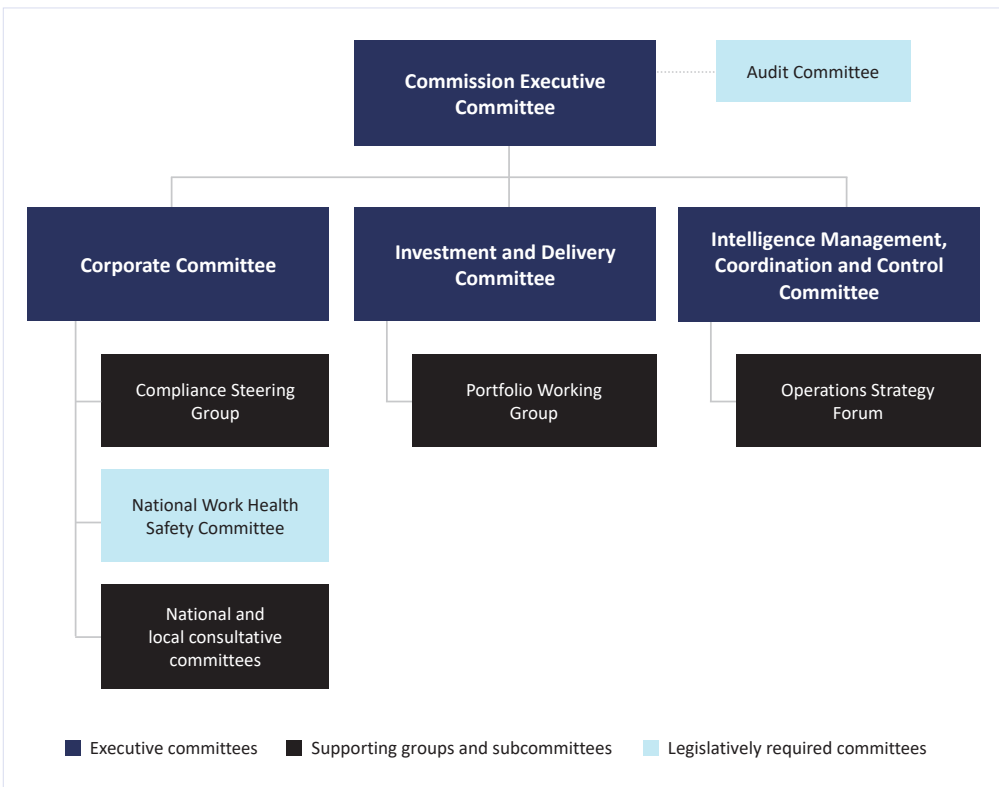 Commission Executive
Committee
Audit Committee
Corporate Committee
Investment and Delivery
Committee
Intelligence Management,
Coordination and Control
Committee
Compliance Steering
Group
Portfolio Working
Group
Operations Strategy
Forum
National Work Health
Safety Committee
National and
local consultative
committees
Executive committees
Supporting groups and subcommittees
Legislatively required committees